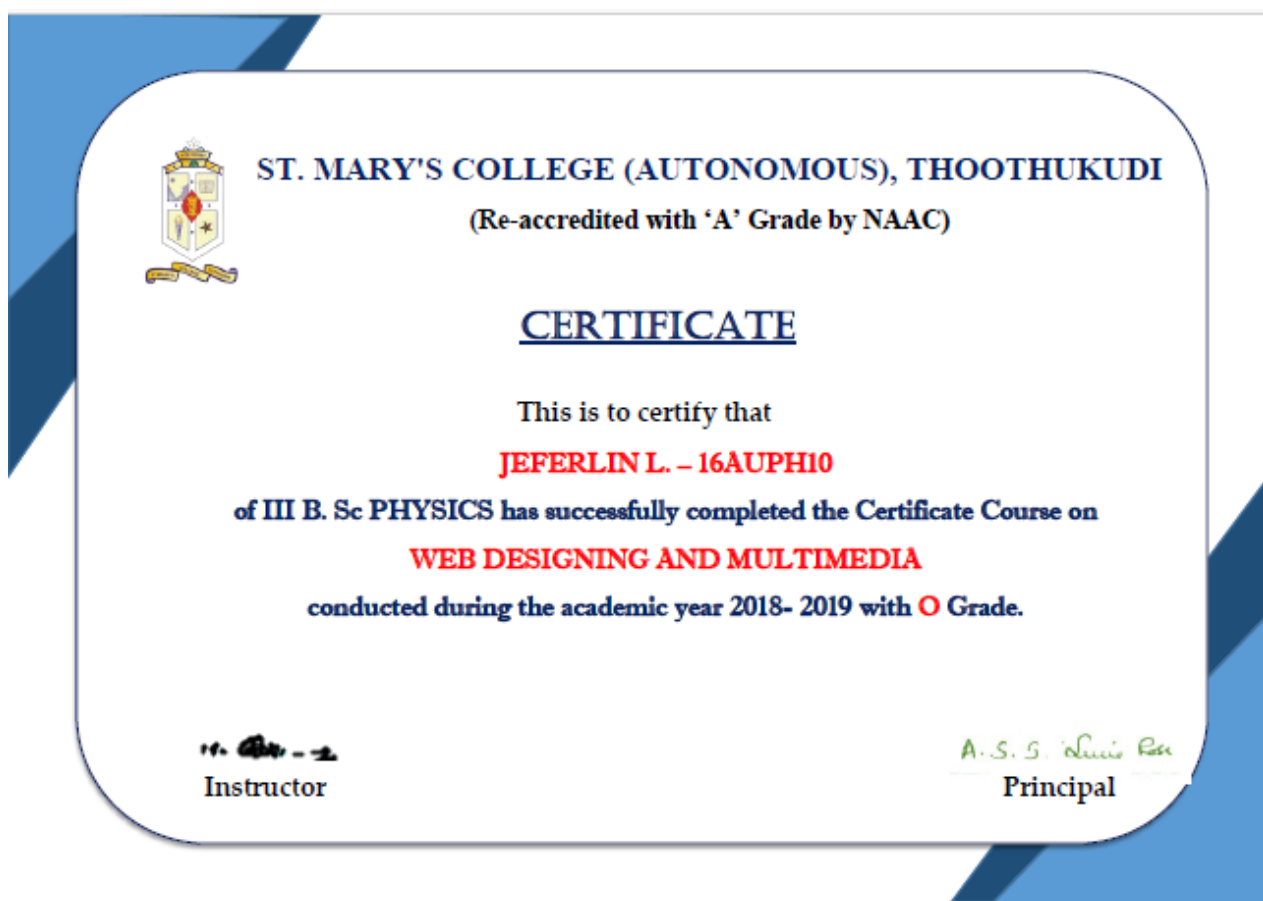 ST. MARY'S COLLEGE (AUTONOMOUS), THOOTHUKUDI
(Re-accredited with ‘A’ Grade by NAAC)
CERTIFICATE
This is to certify that
JEFERLIN L. – 16AUPH10
of III B. Sc PHYSICS has successfully completed the Certificate Course on
WEB DESIGNING AND MULTIMEDIA
conducted during the academic year 2018- 2019 with O Grade.
A. S. S. Lucia Rose
Instructor
Principal